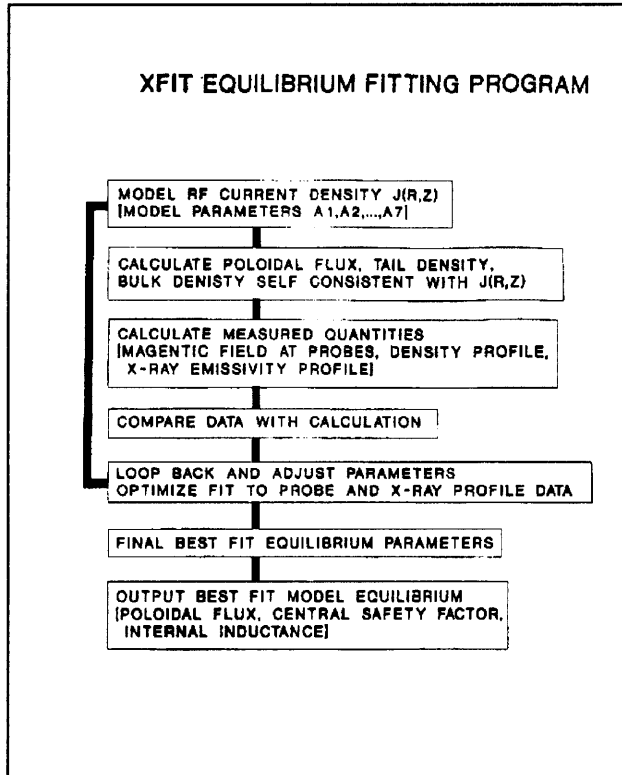 XFIT EQUILIBRIUM FITTING PROGRAM
MODEL RF CURRENT DENSITY J(R,Z)
[MODEL PARAMETERS A1,A2,...,A7]
CALCULATE POLOIDAL FLUX, TAIL DENSITY,
BULK DENISTY SELF CONSISTENT WITH J(R,Z)
CALCULATE MEASURED QUANTITIES
[MAGENTIC FIELD AT PROBES, DENSITY PROFILE,
X-RAY EMISSIVITY PROFILE]
COMPARE DATA WITH CALCULATION
LOOP BACK AND ADJUST PARAMETERS
OPTIMIZE FIT TO PROBE AND X-RAY PROFILE DATA
FINAL BEST FIT EQUILIBRIUM PARAMETERS
OUTPUT BEST FIT MODEL EQUILIBRIUM
[POLOIDAL FLUX, CENTRAL SAFETY FACTOR,
INTERNAL INDUCTANCE]